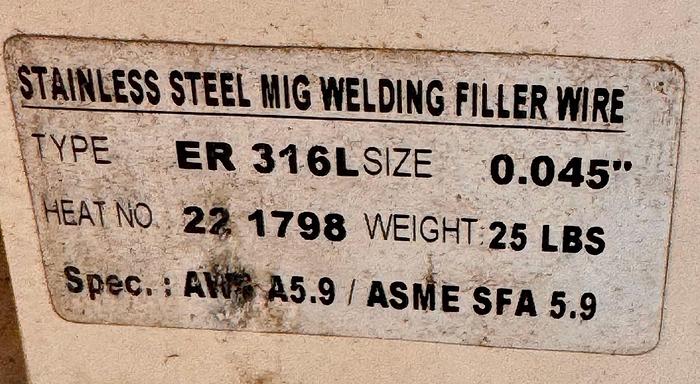 STAINLESS STEEL MIG WELDING FILLER WIRE
TYPE ER 316L SIZE 0.045"
HEAT NO. 22 1798 WEIGHT: 25 LBS
Spec. : AWS A5.9 / ASME SFA 5.9